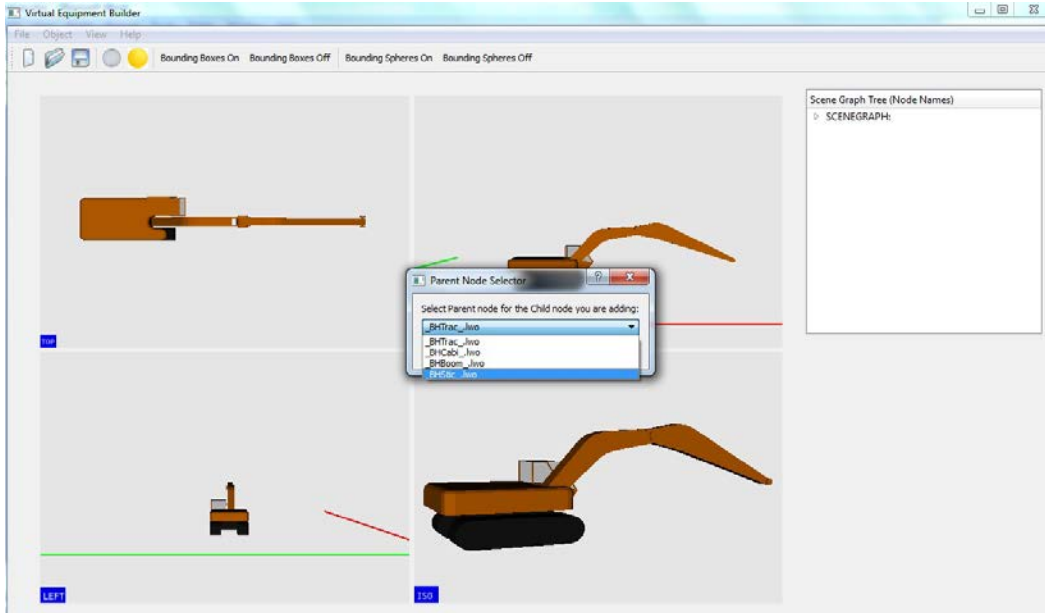 Virtual Equipment Builder
File Object View Help
Bounding Boxes On Bounding Boxes Off Bounding Spheres On Bounding Spheres Off
Scene Graph Tree (Node Names)
SCENEGRAPH:
Parent Node Selector
Select Parent node for the Child node you are adding:
_BHTrac_.lwo
_BHTrac_.lwo
_BHCabi_.lwo
_BHBoom_.lwo
_BHStic_.lwo
TOP
LEFT
ISO